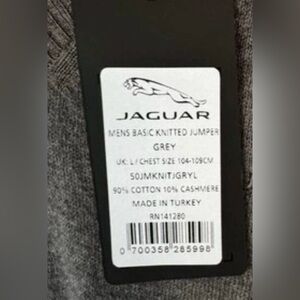 JAGUAR
MENS BASIC KNITTED JUMPER
GREY
UK: L / CHEST SIZE 104-109CM
50JMKNITJGRYL
90% COTTON 10% CASHMERE
MADE IN TURKEY
RN141280
0 700358 285998